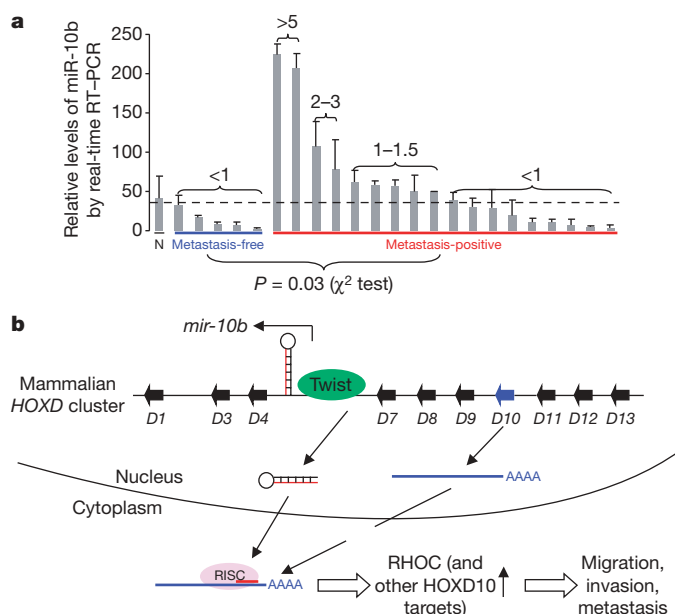 a
Relative levels of miR-10b
by real-time RT–PCR
250
200
150
100
50
0
>5
2–3
1–1.5
<1
<1
N
Metastasis-free
Metastasis-positive
P = 0.03 (χ² test)
b
mir-10b
Twist
Mammalian
HOXD cluster
D1
D3
D4
D7
D8
D9
D10
D11
D12
D13
Nucleus
Cytoplasm
AAAA
RISC
AAAA
RHOC (and
other HOXD10
targets)
Migration,
invasion,
metastasis